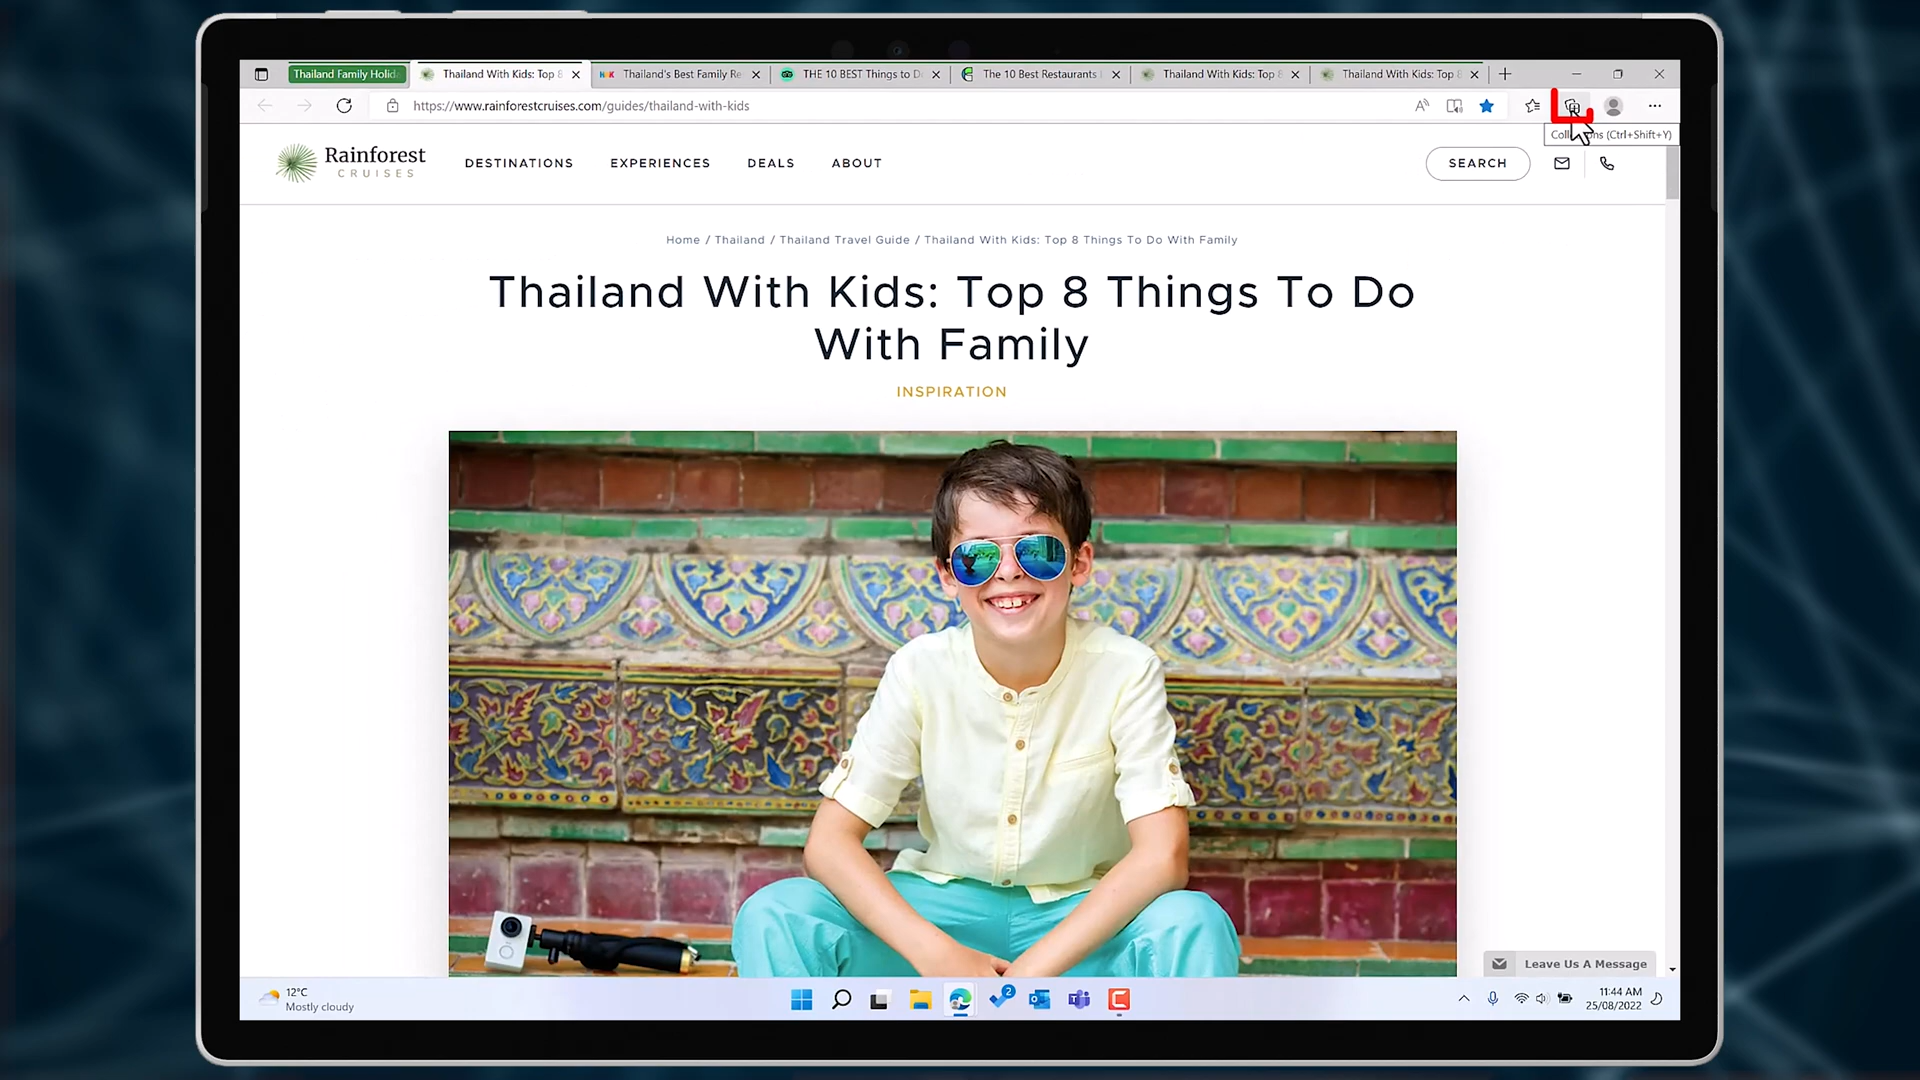 Thailand Family Holid
Thailand With Kids: Top 8
Thailand's Best Family Re
THE 10 BEST Things to D
The 10 Best Restaurants
Thailand With Kids: Top 8
Thailand With Kids: Top 8
https://www.rainforestcruises.com/guides/thailand-with-kids
(Ctrl+Shift+Y)
Rainforest
CRUISES
DESTINATIONS
EXPERIENCES
DEALS
ABOUT
SEARCH
Home / Thailand / Thailand Travel Guide / Thailand With Kids: Top 8 Things To Do With Family
Thailand With Kids: Top 8 Things To Do
With Family
INSPIRATION
Leave Us A Message
12°C
Mostly cloudy
2
11:44 AM
25/08/2022